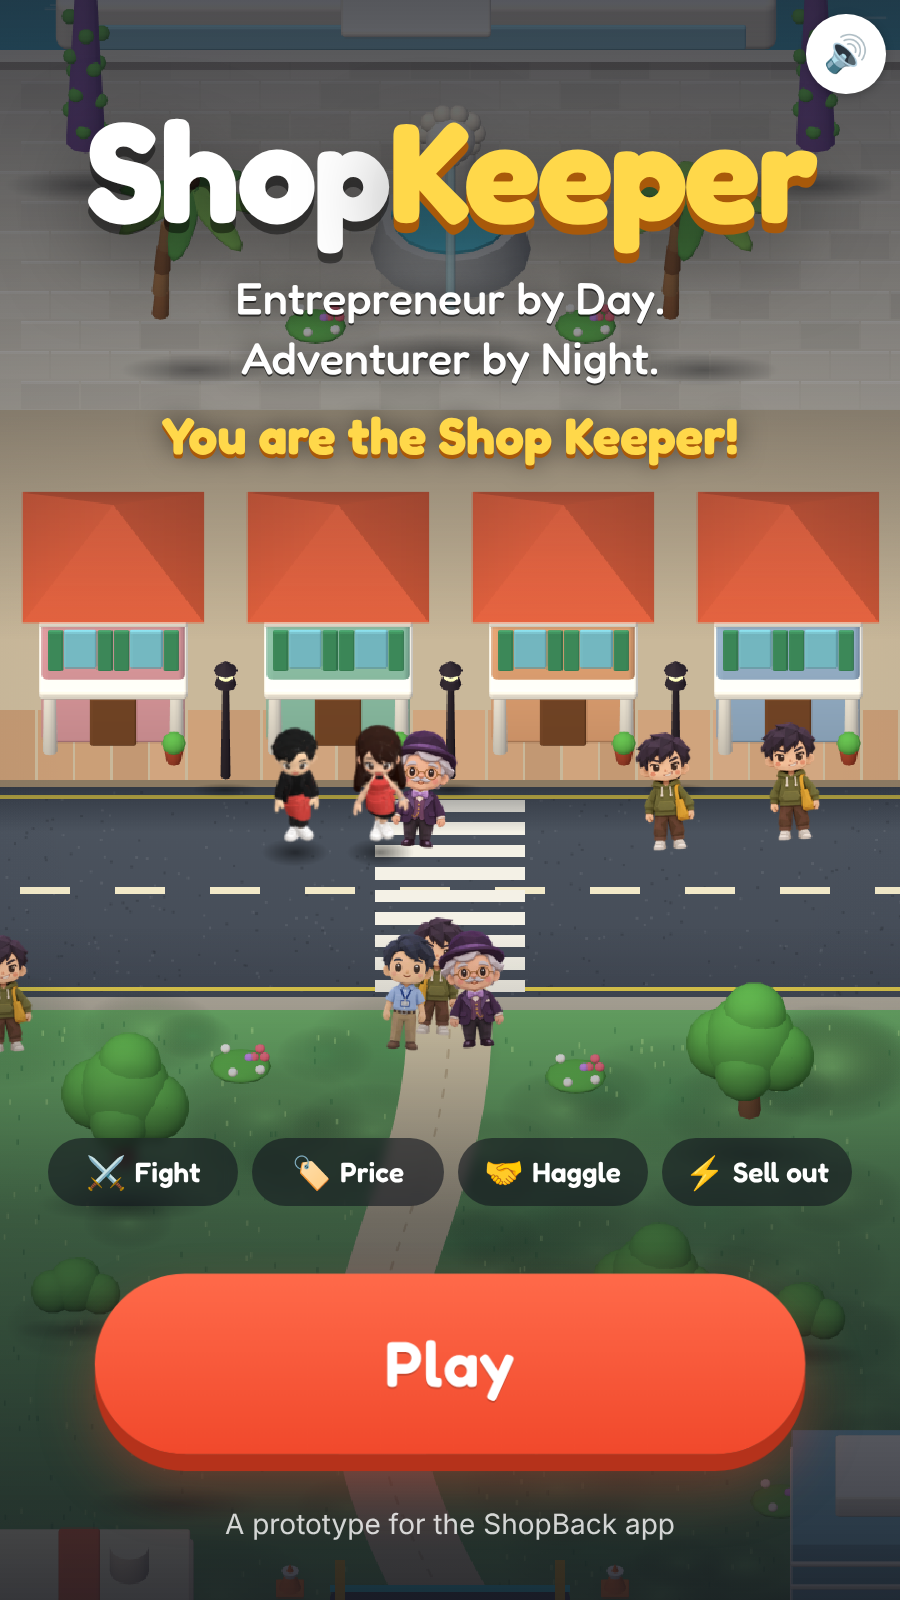 ShopKeeper
Entrepreneur by Day.
Adventurer by Night.
You are the Shop Keeper!
Fight
Price
Haggle
Sell out
Play
A prototype for the ShopBack app